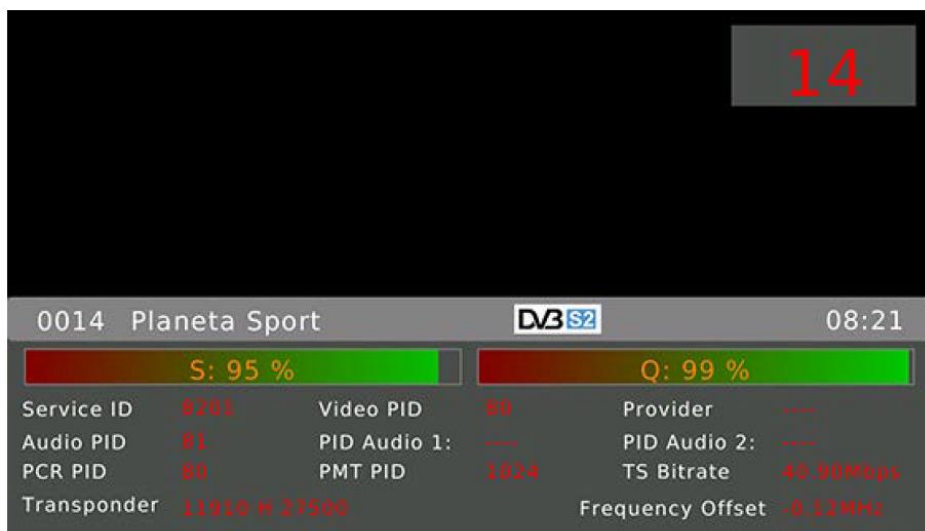 14
0014 Planeta Sport DVB S2 08:21
S: 95 % Q: 99 %
Service ID 8201 Video PID 80 Provider ----
Audio PID 81 PID Audio 1: ---- PID Audio 2: ----
PCR PID 80 PMT PID 1024 TS Bitrate 40.90Mbps
Transponder 11910 H 27500 Frequency Offset -0.12MHz